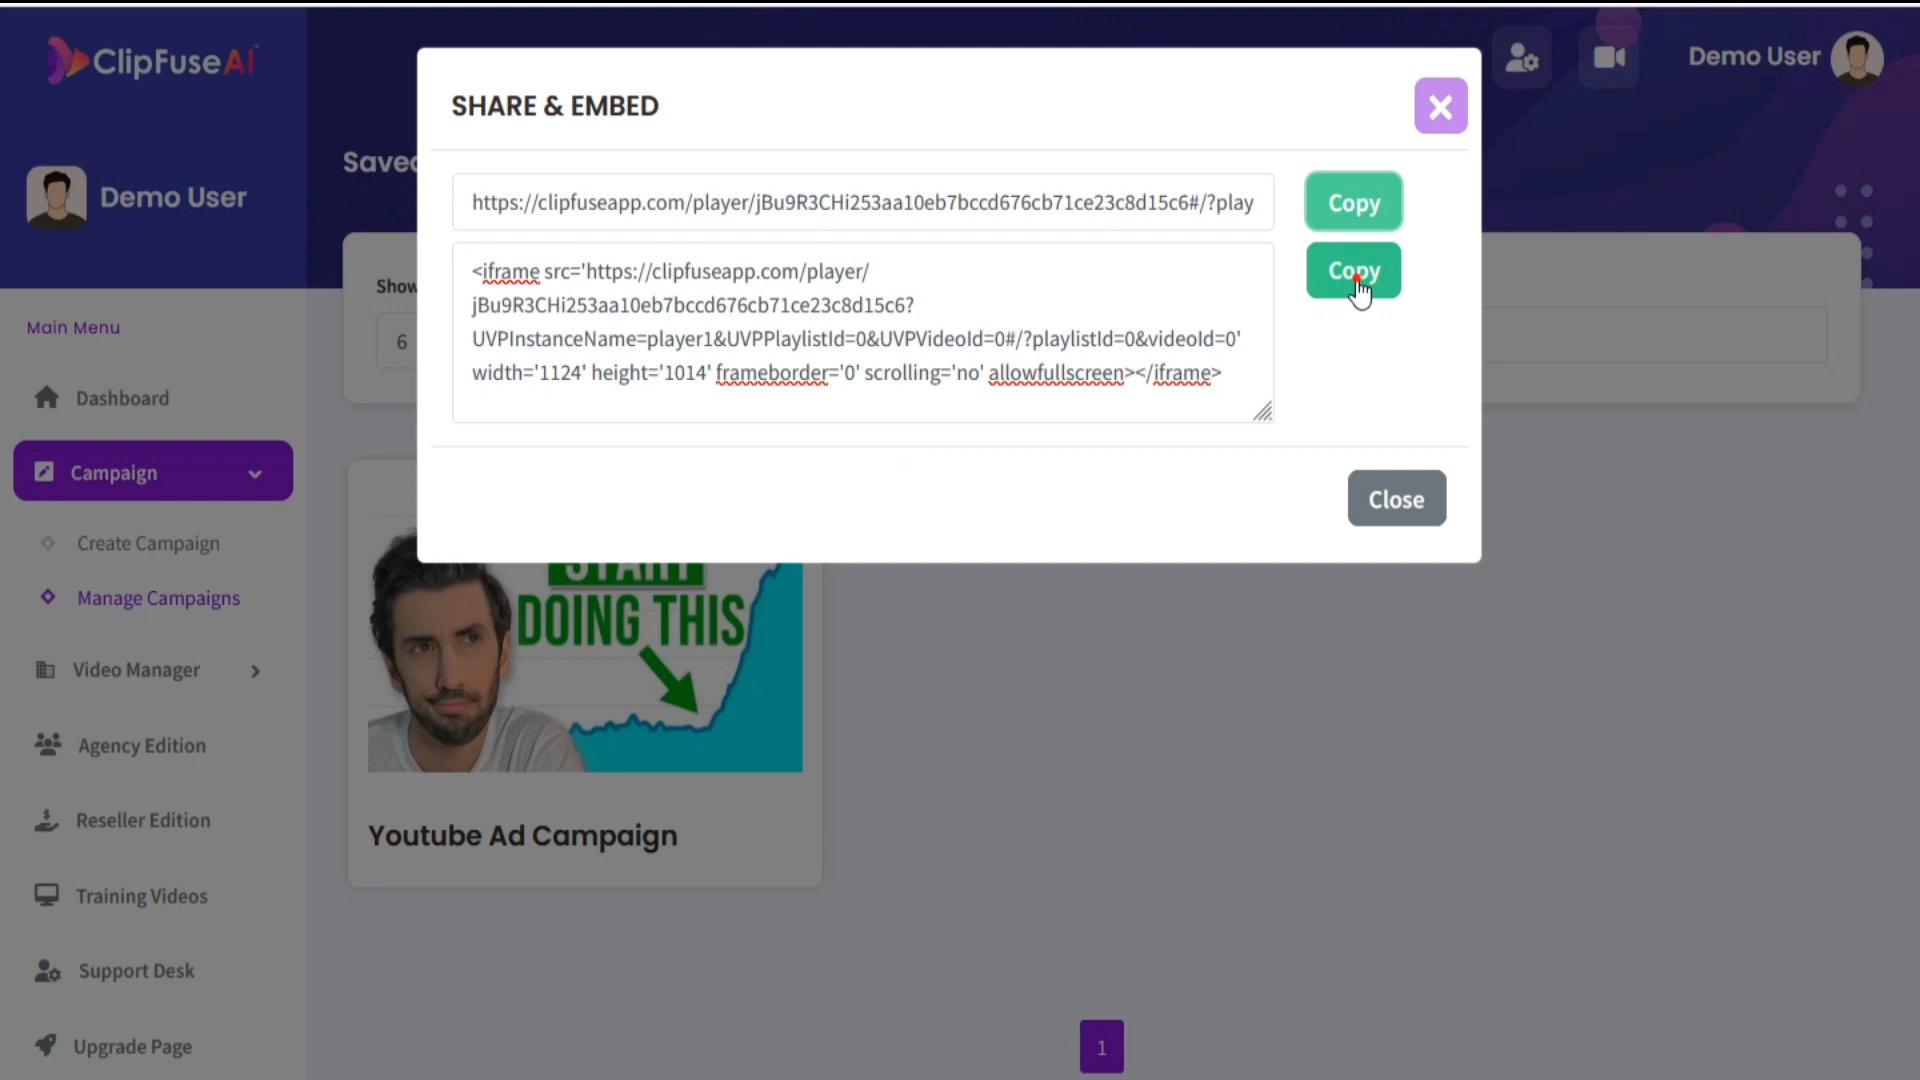 ClipFuseAI
Demo User
Demo User
Main Menu
Dashboard
Campaign
Create Campaign
Manage Campaigns
Video Manager
Agency Edition
Reseller Edition
Training Videos
Support Desk
Upgrade Page
Saved
Show
6
SHARE & EMBED
https://clipfuseapp.com/player/jBu9R3CHi253aa10eb7bccd676cb71ce23c8d15c6#/?play
Copy
<iframe src='https://clipfuseapp.com/player/
jBu9R3CHi253aa10eb7bccd676cb71ce23c8d15c6?
UVPInstanceName=player1&UVPPlaylistId=0&UVPVideoId=0#/?playlistId=0&videoId=0'
width='1124' height='1014' frameborder='0' scrolling='no' allowfullscreen></iframe>
Copy
Close
START
DOING THIS
Youtube Ad Campaign
1